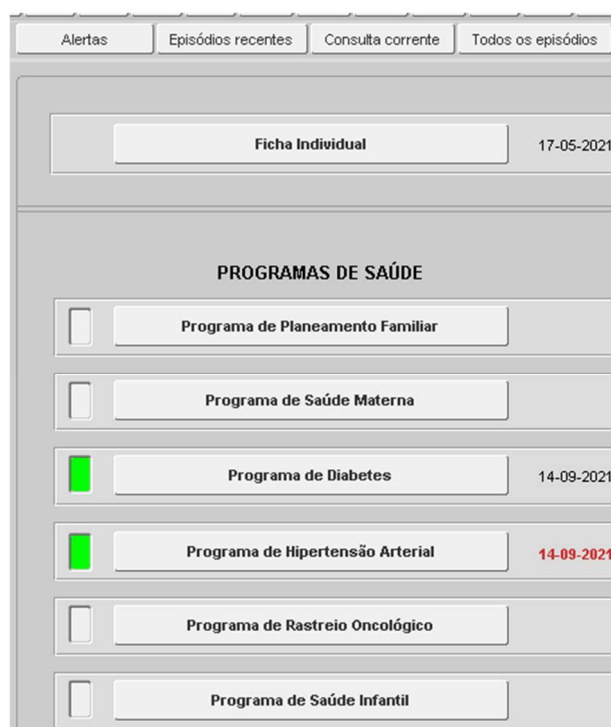 Alertas Episódios recentes Consulta corrente Todos os episódios
Ficha Individual 17-05-2021
PROGRAMAS DE SAÚDE
Programa de Planeamento Familiar
Programa de Saúde Materna
Programa de Diabetes 14-09-2021
Programa de Hipertensão Arterial 14-09-2021
Programa de Rastreio Oncológico
Programa de Saúde Infantil